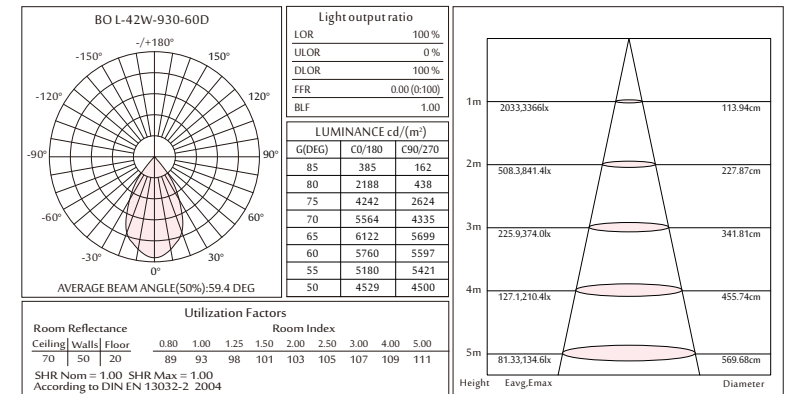 BO L-42W-930-60D
-/+180°
-150°
150°
-120°
120°
-90°
90°
-60°
60°
-30°
30°
0°
AVERAGE BEAM ANGLE(50%):59.4 DEG
Light output ratio
LOR 100 %
ULOR 0 %
DLOR 100 %
FFR 0.00 (0:100)
BLF 1.00
LUMINANCE cd/(m²)
G(DEG) C0/180 C90/270
85 385 162
80 2188 438
75 4242 2624
70 5564 4335
65 6122 5699
60 5760 5597
55 5180 5421
50 4529 4500
Utilization Factors
Room Reflectance Room Index
Ceiling Walls Floor 0.80 1.00 1.25 1.50 2.00 2.50 3.00 4.00 5.00
70 50 20 89 93 98 101 103 105 107 109 111
SHR Nom = 1.00 SHR Max = 1.00
According to DIN EN 13032-2 2004
1m 2033,3366lx 113.94cm
2m 508.3,841.4lx 227.87cm
3m 225.9,374.0lx 341.81cm
4m 127.1,210.4lx 455.74cm
5m 81.33,134.6lx 569.68cm
Height Eavg,Emax Diameter